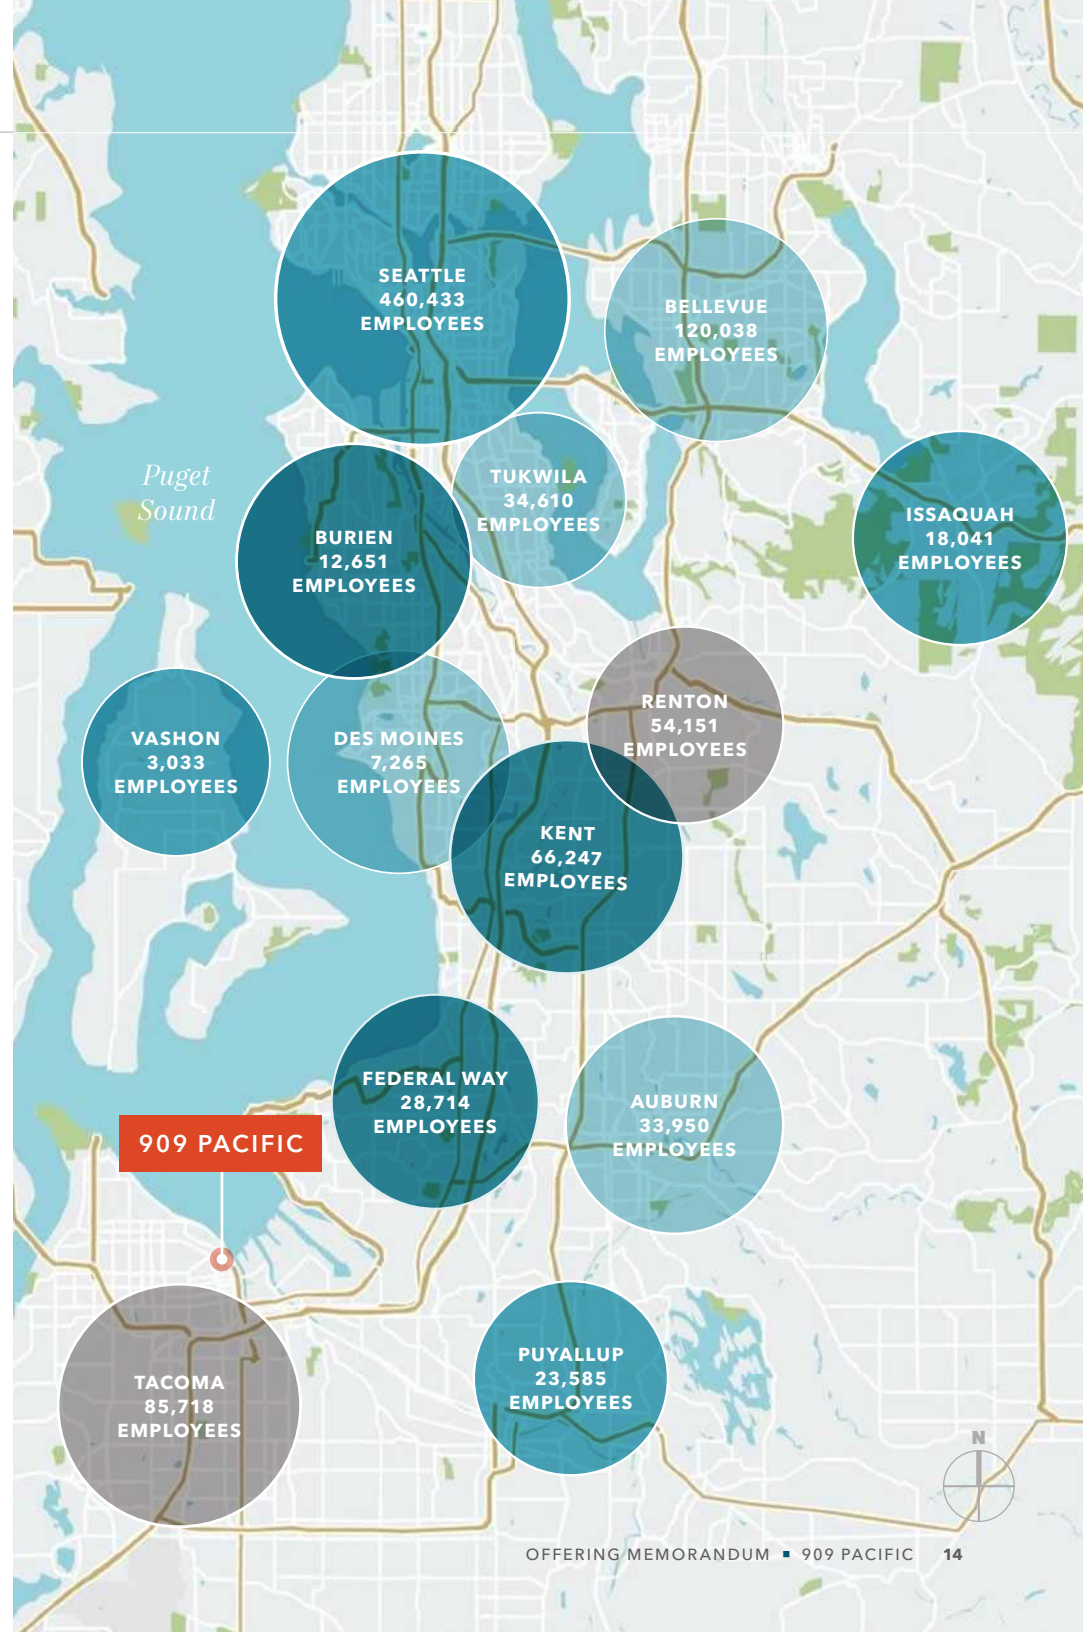 SEATTLE
460,433
EMPLOYEES
BELLEVUE
120,038
EMPLOYEES
Puget
Sound
TUKWILA
34,610
EMPLOYEES
BURIEN
12,651
EMPLOYEES
ISSAQUAH
18,041
EMPLOYEES
RENTON
54,151
EMPLOYEES
VASHON
3,033
EMPLOYEES
DES MOINES
7,265
EMPLOYEES
KENT
66,247
EMPLOYEES
FEDERAL WAY
28,714
EMPLOYEES
AUBURN
33,950
EMPLOYEES
909 PACIFIC
PUYALLUP
23,585
EMPLOYEES
TACOMA
85,718
EMPLOYEES
N
OFFERING MEMORANDUM ▪ 909 PACIFIC 14